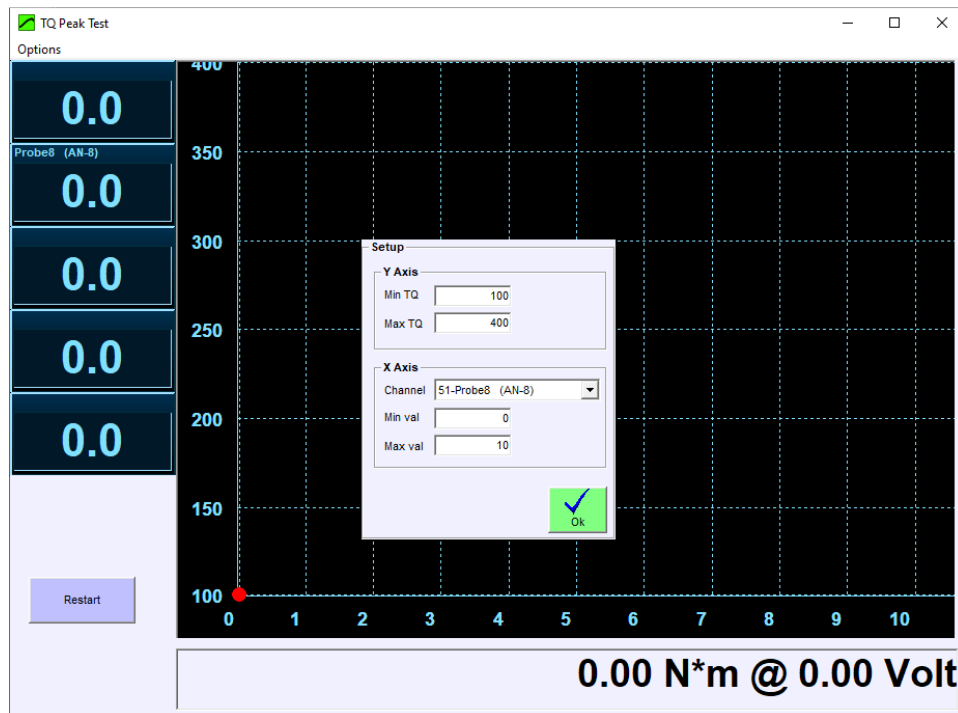 TQ Peak Test
Options
0.0
Probe8 (AN-8)
0.0
0.0
0.0
0.0
Restart
400
350
300
250
200
150
100
0 1 2 3 4 5 6 7 8 9 10
Setup
Y Axis
Min TQ 100
Max TQ 400
X Axis
Channel 51-Probe8 (AN-8)
Min val 0
Max val 10
Ok
0.00 N*m @ 0.00 Volt